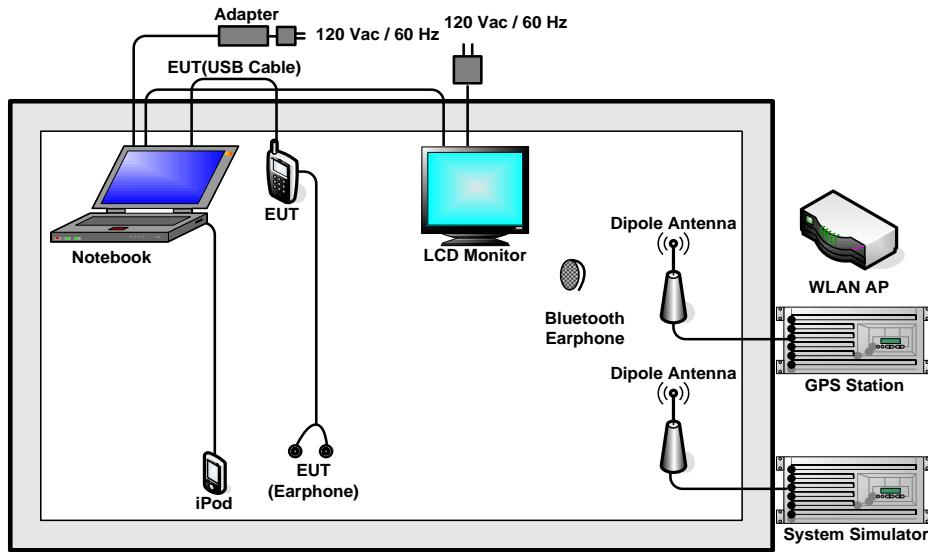 Adapter
120 Vac / 60 Hz
120 Vac / 60 Hz
EUT(USB Cable)
EUT
Notebook
LCD Monitor
Dipole Antenna
WLAN AP
Bluetooth
Earphone
GPS Station
Dipole Antenna
EUT
(Earphone)
iPod
System Simulator